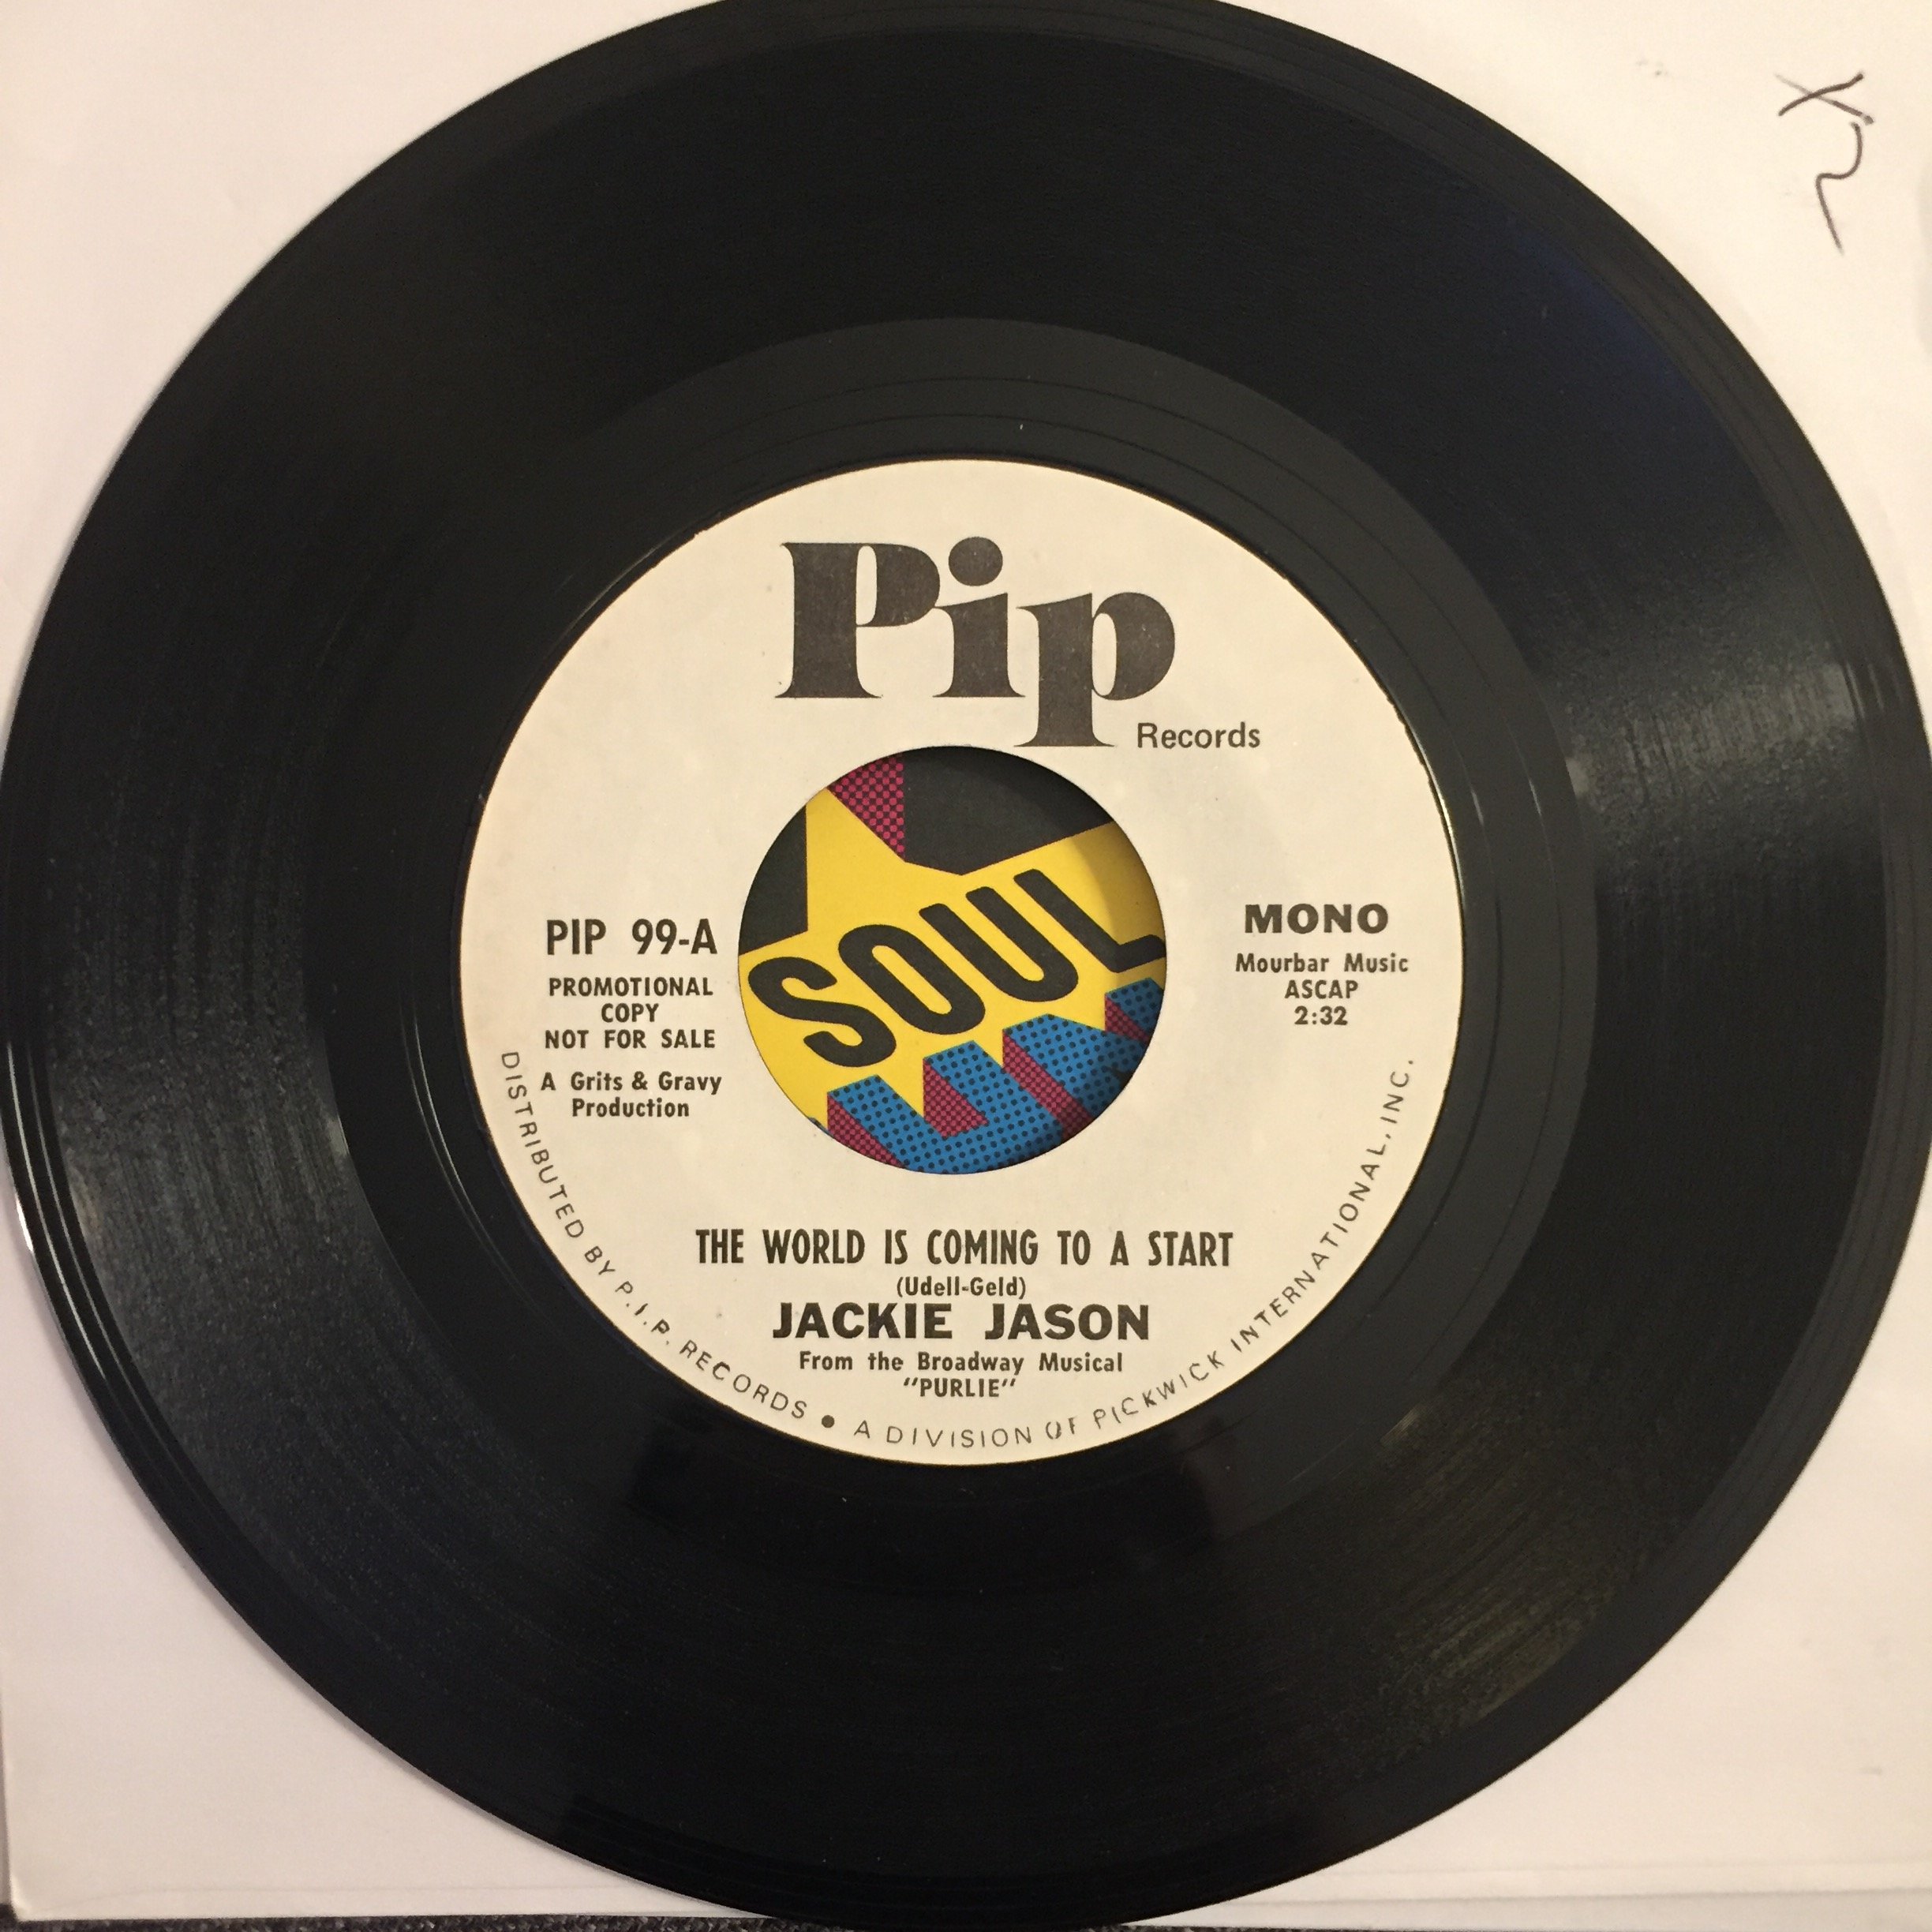 Pip
Records
PIP 99-A
PROMOTIONAL
COPY
NOT FOR SALE
A Grits & Gravy
Production
SOUL
MONO
Mourbar Music
ASCAP
2:32
THE WORLD IS COMING TO A START
(Udell-Geld)
JACKIE JASON
From the Broadway Musical
"PURLIE"
DISTRIBUTED BY P.I.P. RECORDS • A DIVISION OF PICKWICK INTERNATIONAL, INC.